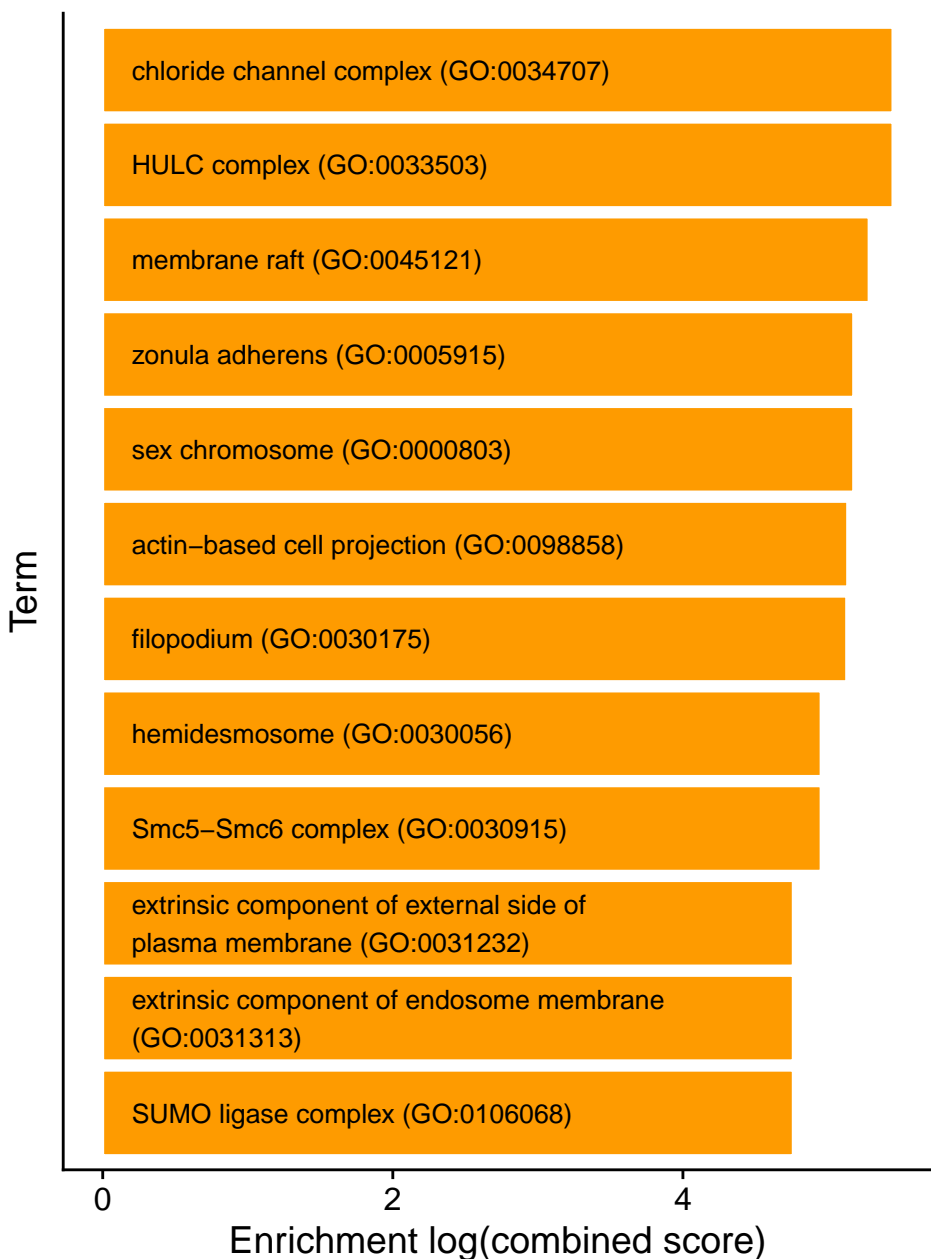 chloride channel complex (GO:0034707)
HULC complex (GO:0033503)
membrane raft (GO:0045121)
zonula adherens (GO:0005915)
sex chromosome (GO:0000803)
actin−based cell projection (GO:0098858)
filopodium (GO:0030175)
hemidesmosome (GO:0030056)
Smc5−Smc6 complex (GO:0030915)
extrinsic component of external side of
plasma membrane (GO:0031232)
extrinsic component of endosome membrane
(GO:0031313)
SUMO ligase complex (GO:0106068)
Term
0 2 4
Enrichment log(combined score)